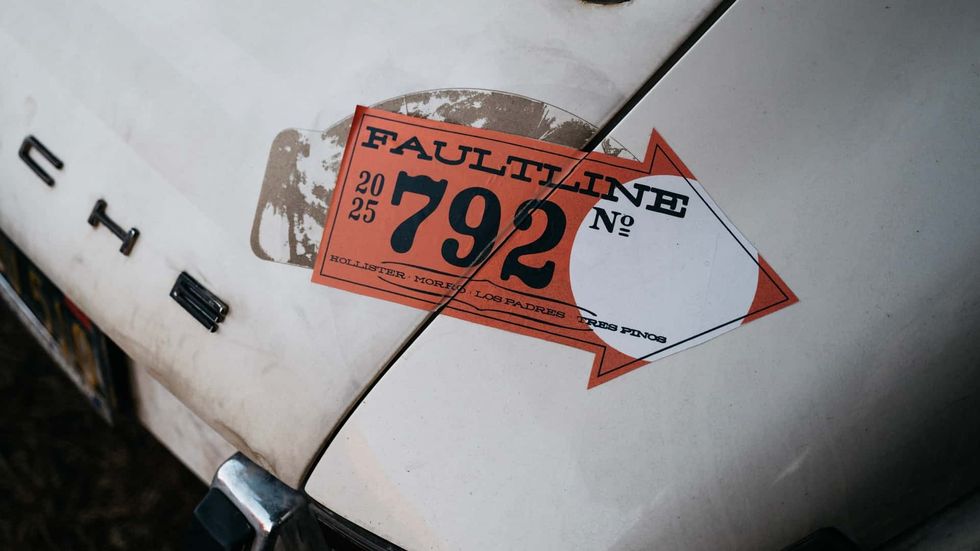 FAULTLINE
20
25
792
Nº
HOLLISTER · MORRO · LOS PADRES · TRES PINOS